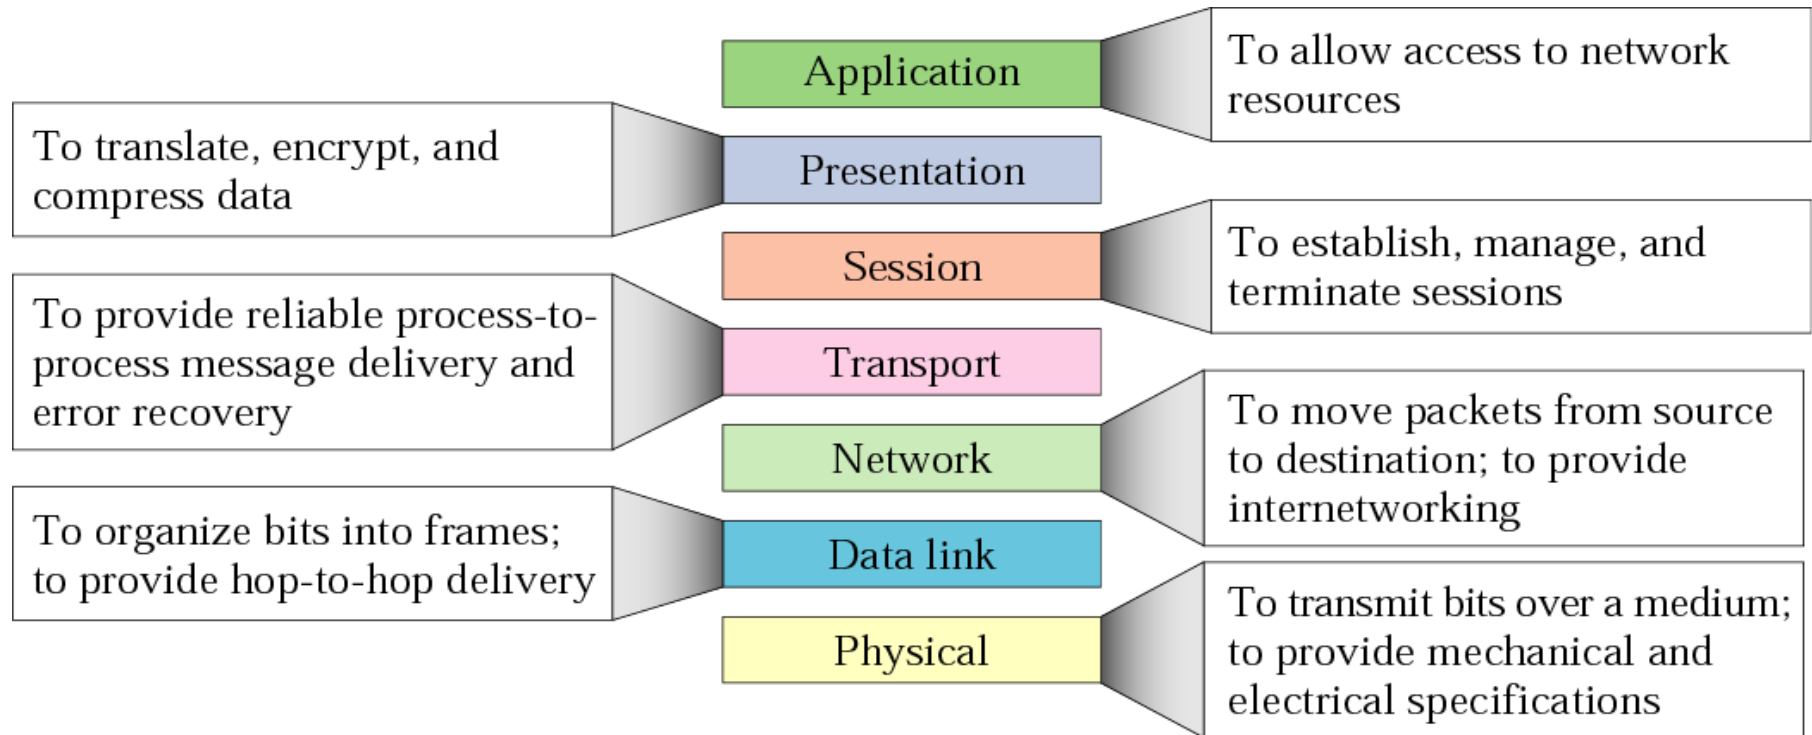 Application
To allow access to network
resources
To translate, encrypt, and
compress data
Presentation
Session
To establish, manage, and
terminate sessions
To provide reliable process-to-
process message delivery and
error recovery
Transport
Network
To move packets from source
to destination; to provide
internetworking
To organize bits into frames;
to provide hop-to-hop delivery
Data link
Physical
To transmit bits over a medium;
to provide mechanical and
electrical specifications